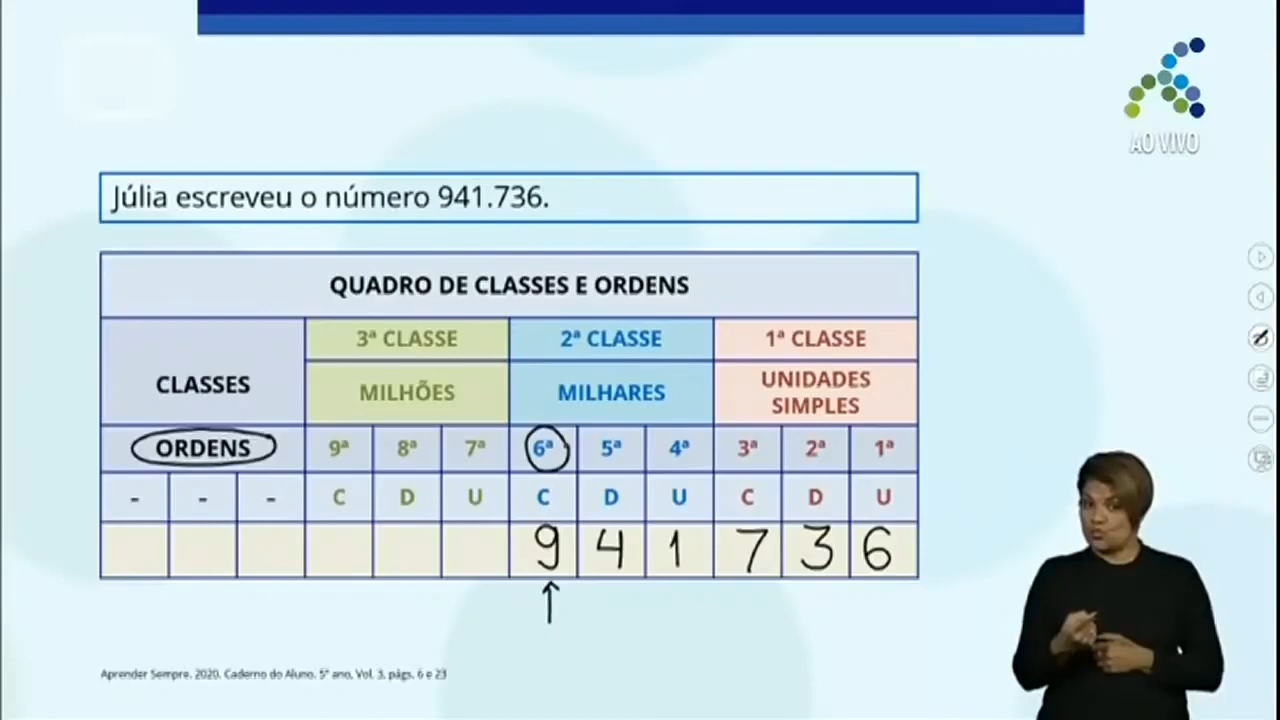 AO VIVO
Júlia escreveu o número 941.736.
QUADRO DE CLASSES E ORDENS
CLASSES
3ª CLASSE 2ª CLASSE 1ª CLASSE
MILHÕES MILHARES UNIDADES SIMPLES
ORDENS 9ª 8ª 7ª 6ª 5ª 4ª 3ª 2ª 1ª
- - - C D U C D U C D U
9 4 1 7 3 6
Aprender Sempre. 2020. Caderno do Aluno. 5º ano, Vol. 3, págs. 6 e 23